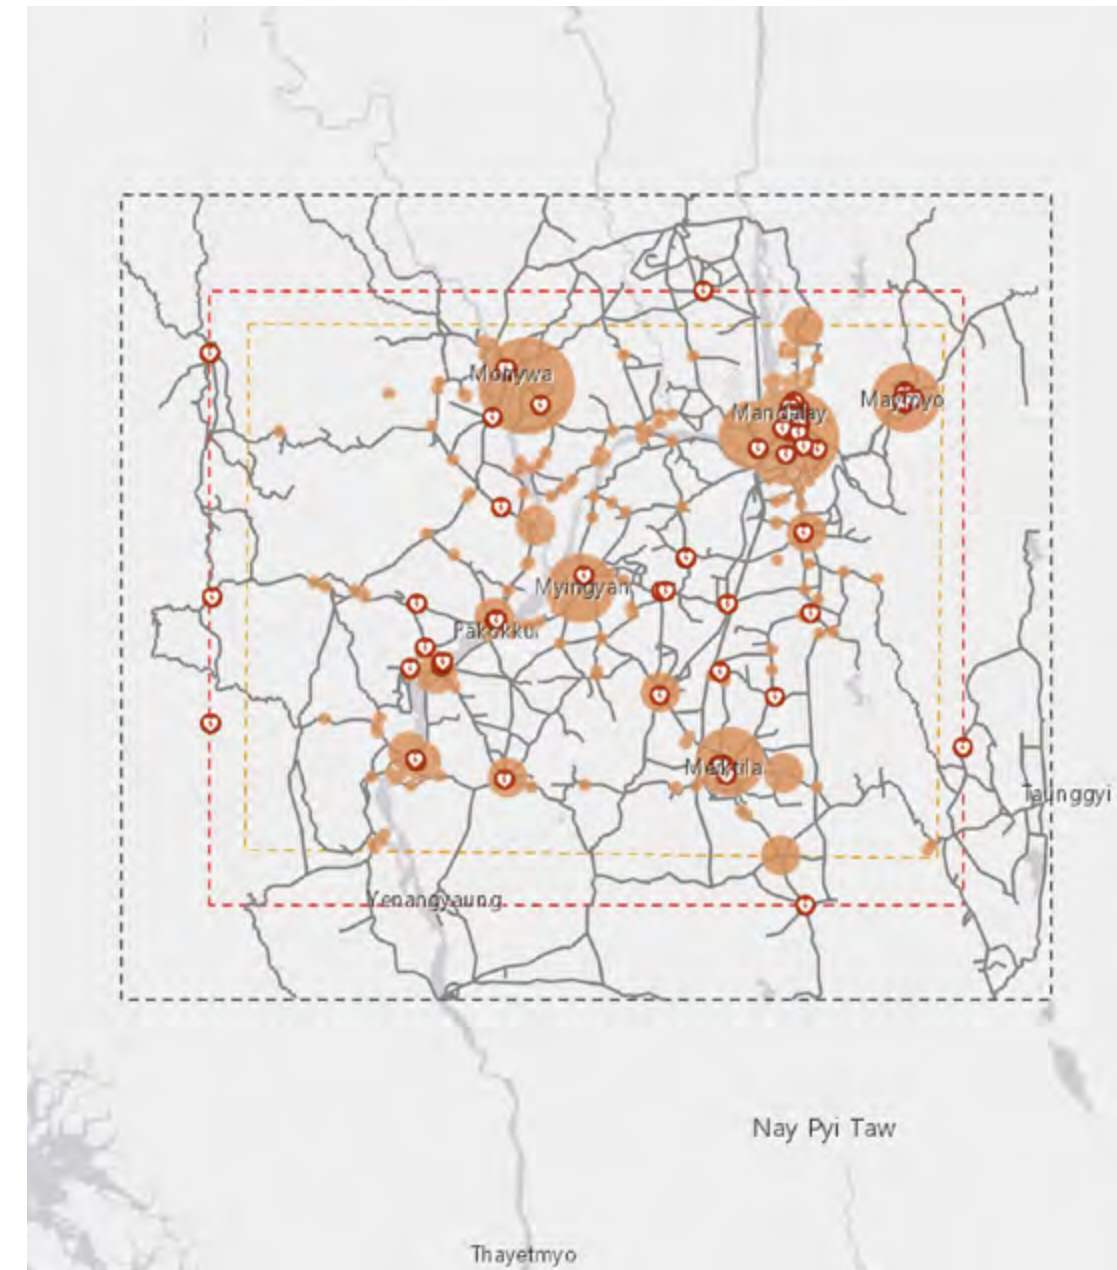 Monywa
Mandalay
Maymyo
Myingyan
Pakokku
Meiktila
Taunggyi
Yenangyaung
Nay Pyi Taw
Thayetmyo